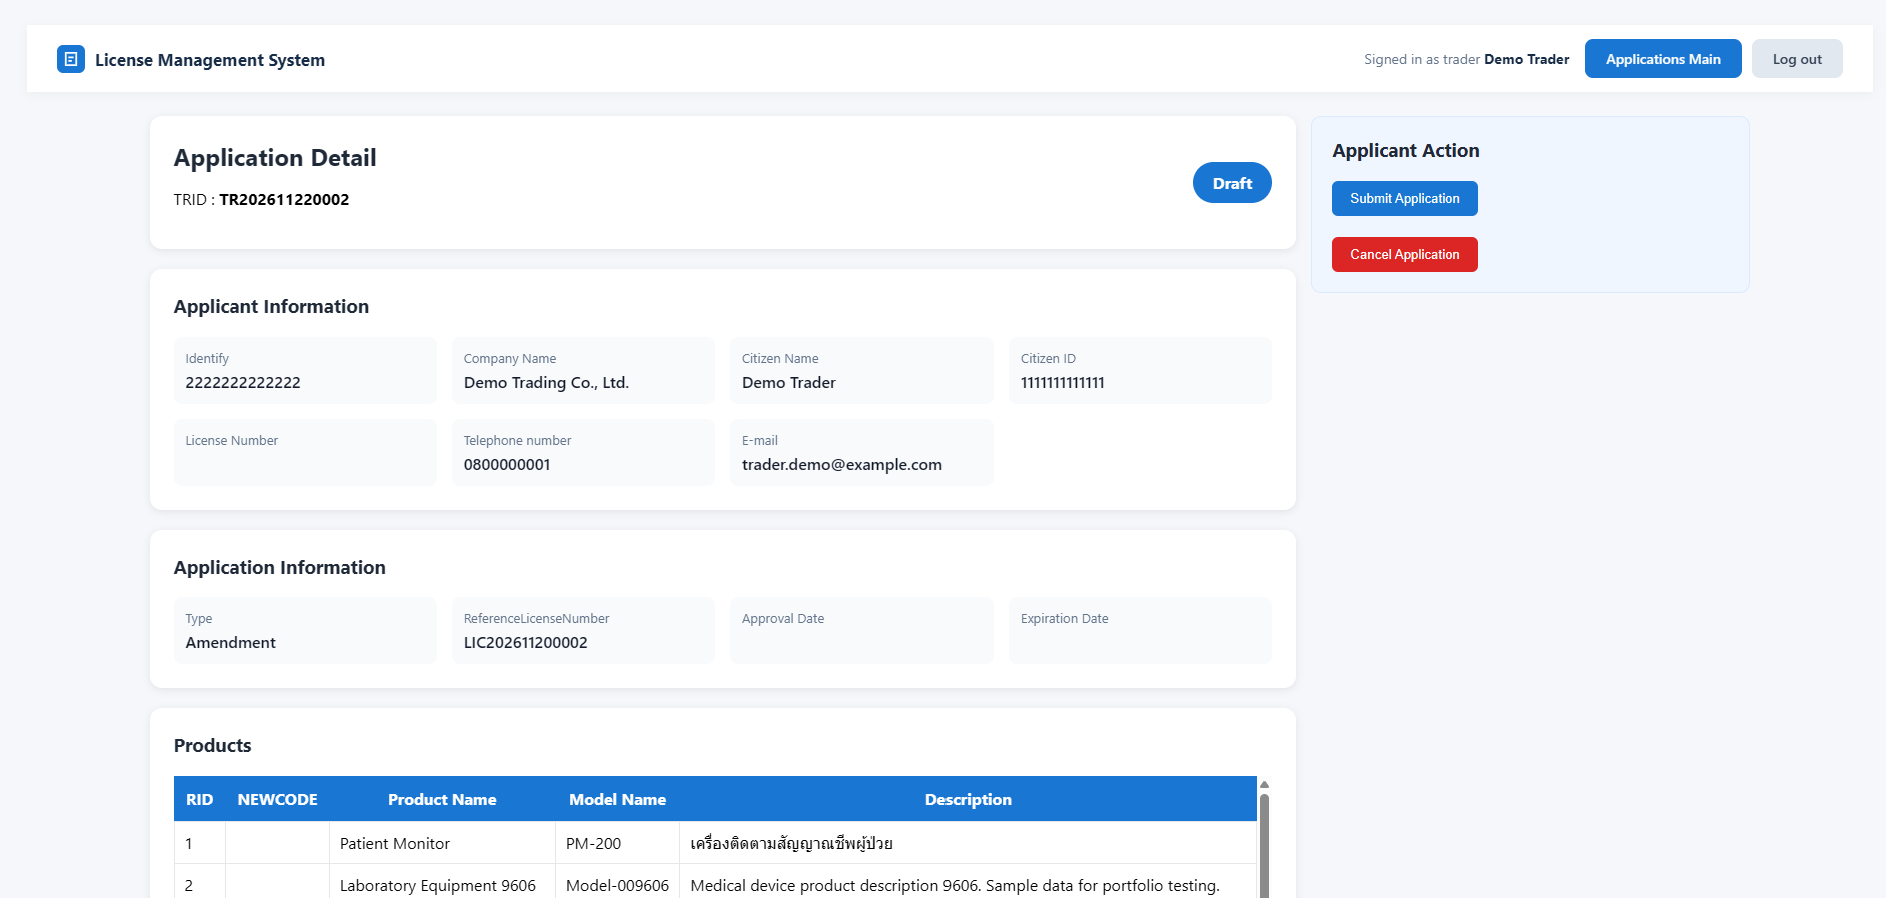 License Management System
Signed in as trader Demo Trader
Applications Main
Log out
Application Detail
TRID : TR202611220002
Draft
Applicant Action
Submit Application
Cancel Application
Applicant Information
Identify
2222222222222
Company Name
Demo Trading Co., Ltd.
Citizen Name
Demo Trader
Citizen ID
1111111111111
License Number
Telephone number
0800000001
E-mail
trader.demo@example.com
Application Information
Type
Amendment
ReferenceLicenseNumber
LIC202611200002
Approval Date
Expiration Date
Products
RID NEWCODE Product Name Model Name Description
1 Patient Monitor PM-200 เครื่องติดตามสัญญาณชีพผู้ป่วย
2 Laboratory Equipment 9606 Model-009606 Medical device product description 9606. Sample data for portfolio testing.